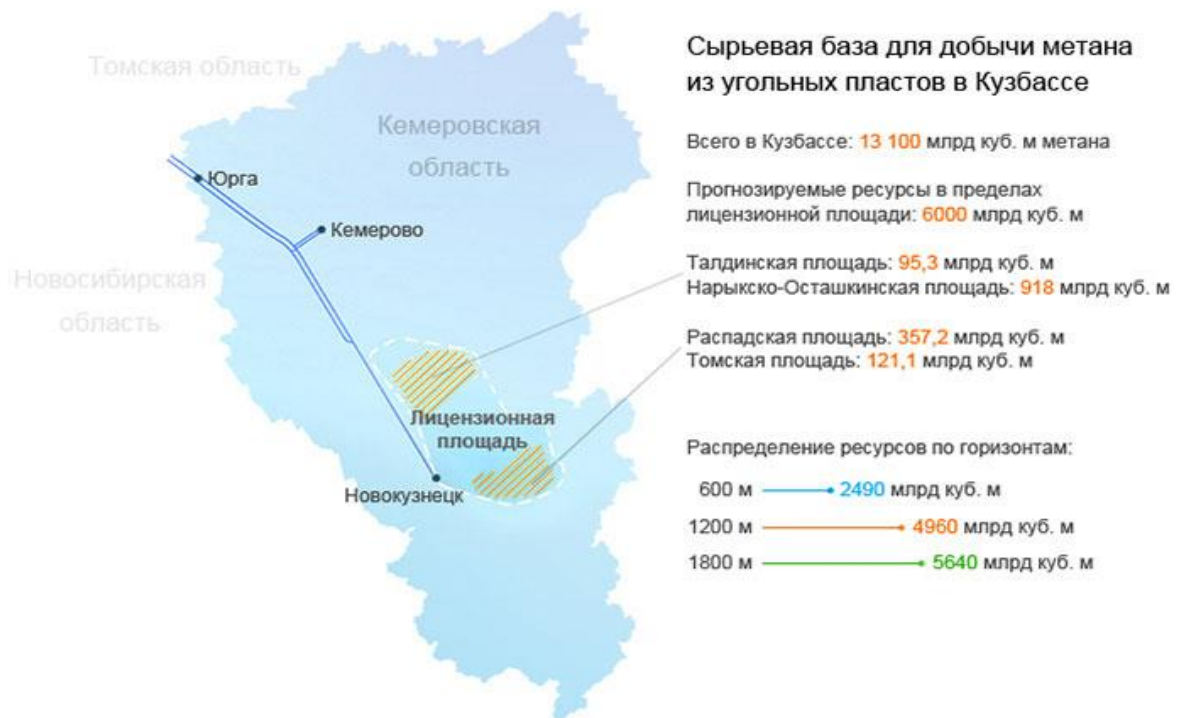 Томская область
Кемеровская
область
Юрга
Кемерово
Новосибирская
область
Лицензионная
площадь
Новокузнецк
Сырьевая база для добычи метана
из угольных пластов в Кузбассе
Всего в Кузбассе: 13 100 млрд куб. м метана
Прогнозируемые ресурсы в пределах
лицензионной площади: 6000 млрд куб. м
Талдинская площадь: 95,3 млрд куб. м
Нарыкско-Осташкинская площадь: 918 млрд куб. м
Распадская площадь: 357,2 млрд куб. м
Томская площадь: 121,1 млрд куб. м
Распределение ресурсов по горизонтам:
600 м 2490 млрд куб. м
1200 м 4960 млрд куб. м
1800 м 5640 млрд куб. м